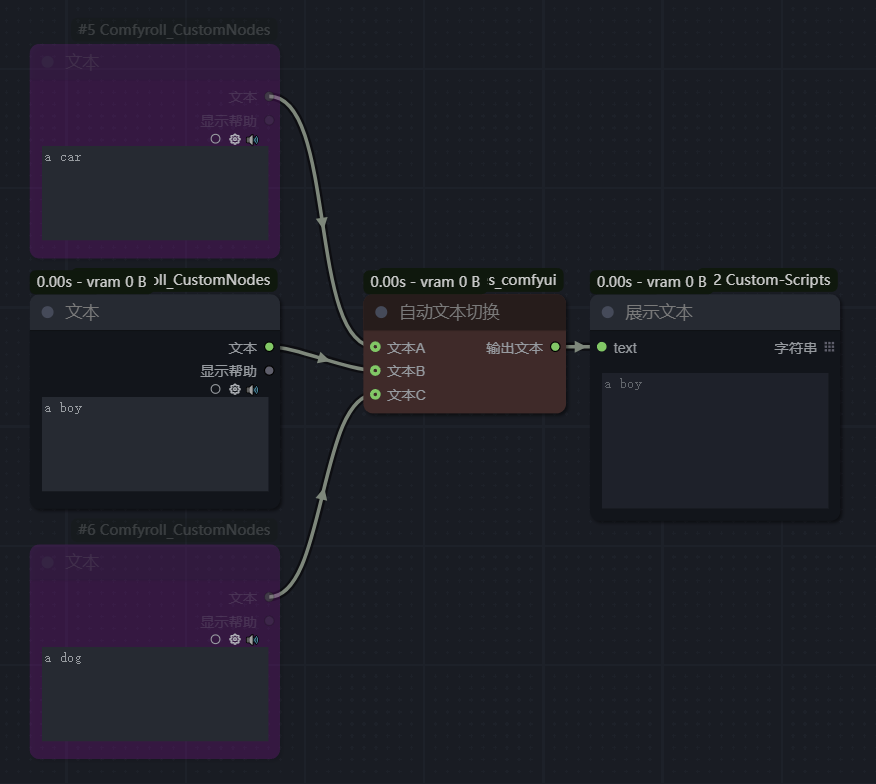 #5 Comfyroll_CustomNodes
文本
文本
显示帮助
a car
0.00s - vram 0 B oll_CustomNodes
文本
文本
显示帮助
a boy
#6 Comfyroll_CustomNodes
文本
文本
显示帮助
a dog
0.00s - vram 0 B s_comfyui
自动文本切换
文本A 输出文本
文本B
文本C
0.00s - vram 0 B 2 Custom-Scripts
展示文本
text 字符串
a boy